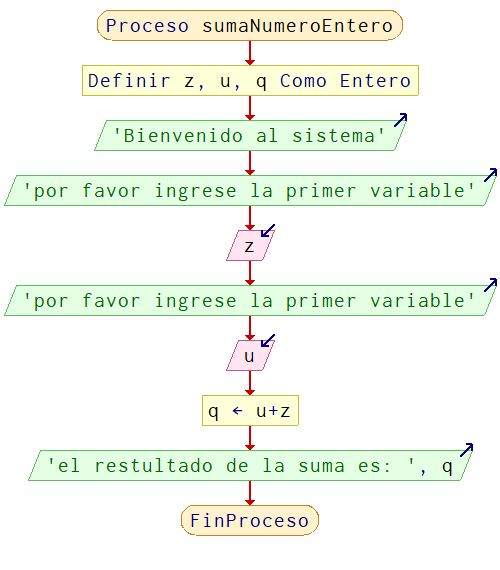 Proceso sumaNumeroEntero
Definir z, u, q Como Entero
'Bienvenido al sistema'
'por favor ingrese la primer variable'
z
'por favor ingrese la primer variable'
u
q ← u+z
'el restultado de la suma es: ', q
FinProceso